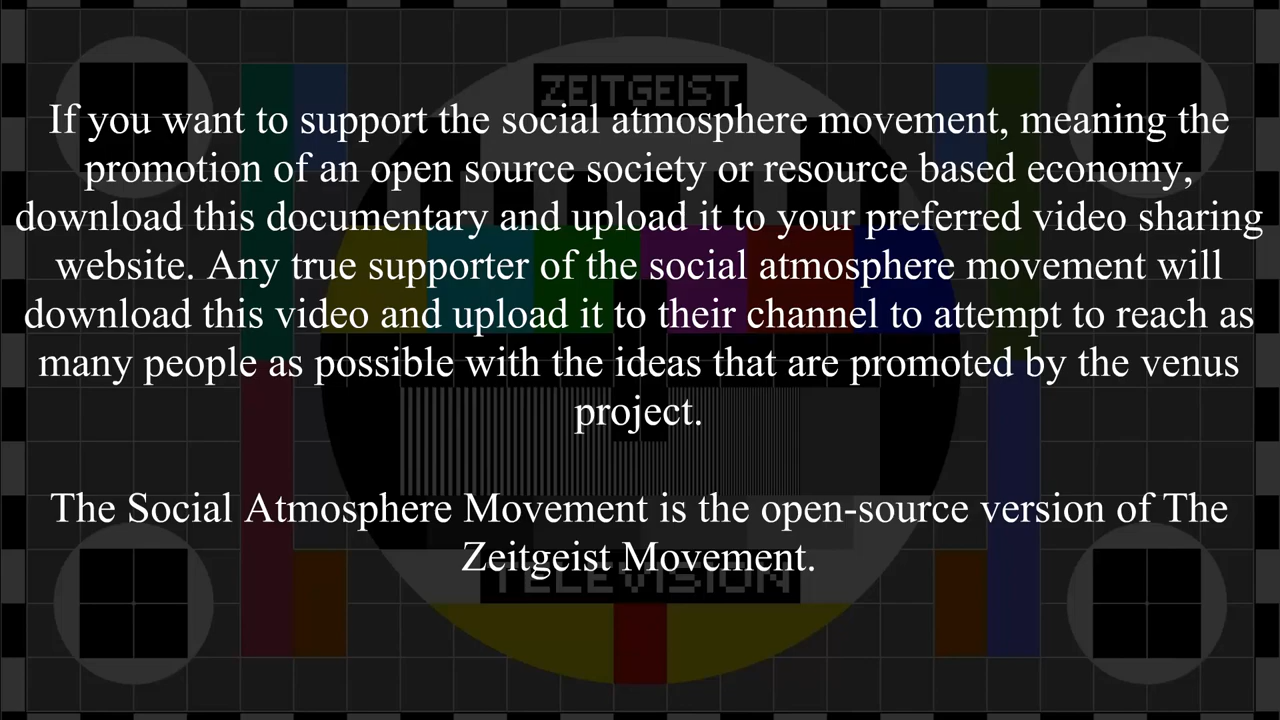 ZEITGEIST
If you want to support the social atmosphere movement, meaning the
promotion of an open source society or resource based economy,
download this documentary and upload it to your preferred video sharing
website. Any true supporter of the social atmosphere movement will
download this video and upload it to their channel to attempt to reach as
many people as possible with the ideas that are promoted by the venus
project.
The Social Atmosphere Movement is the open-source version of The
Zeitgeist Movement.
TELEVISION